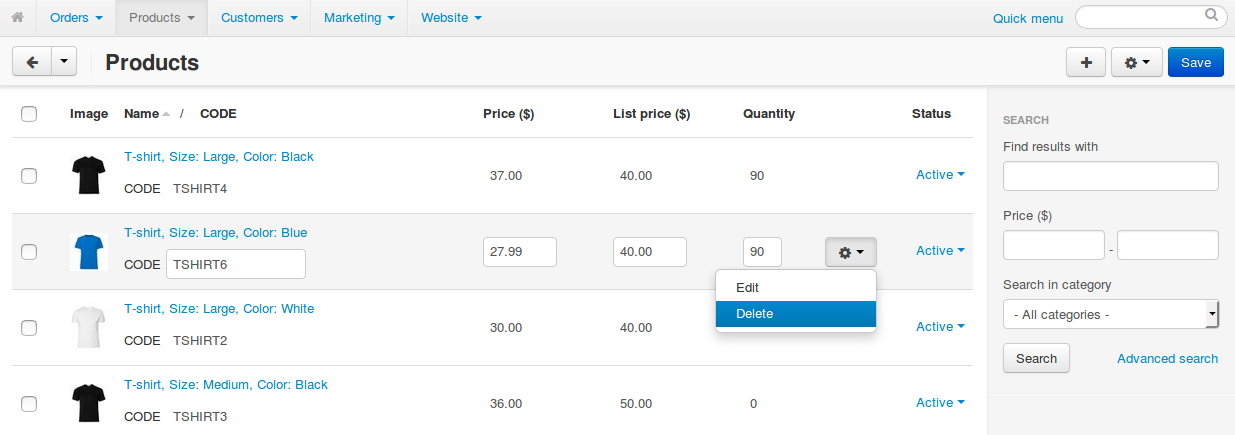 Orders Products Customers Marketing Website Quick menu
Products Save
Image Name / CODE Price ($) List price ($) Quantity Status
T-shirt, Size: Large, Color: Black
CODE TSHIRT4 37.00 40.00 90 Active
T-shirt, Size: Large, Color: Blue
CODE TSHIRT6 27.99 40.00 90 Active
Edit
Delete
T-shirt, Size: Large, Color: White
CODE TSHIRT2 30.00 40.00 Active
T-shirt, Size: Medium, Color: Black
CODE TSHIRT3 36.00 50.00 0 Active
SEARCH
Find results with
Price ($)
-
Search in category
- All categories -
Search Advanced search